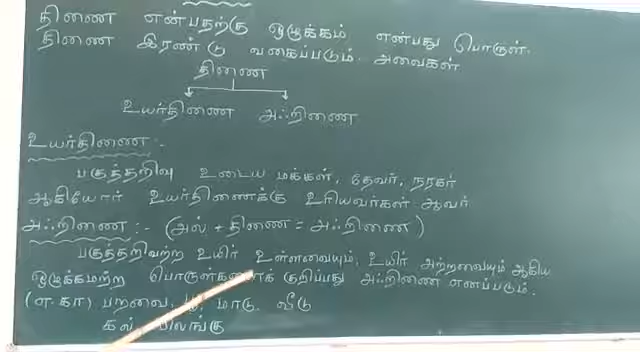 திணை என்பதற்கு ஒழுக்கம் என்பது பொருள்.
திணை இரண்டு வகைப்படும். அவைகள்
திணை
உயர்திணை அஃறிணை
உயர்திணை :-
பகுத்தறிவு உடைய மக்கள், தேவர், நரகர்
ஆகியோர் உயர்திணைக்கு உரியவர்கள் ஆவர்
அஃறிணை :- (அல் + திணை = அஃறிணை)
பகுத்தறிவற்ற உயிர் உள்ளவையும், உயிர் அற்றவையும் ஆகிய
ஒழுக்கமற்ற பொருள்களைக் குறிப்பது அஃறிணை எனப்படும்.
(எ.கா) பறவை, பூ, மாடு, வீடு
கல், விலங்கு